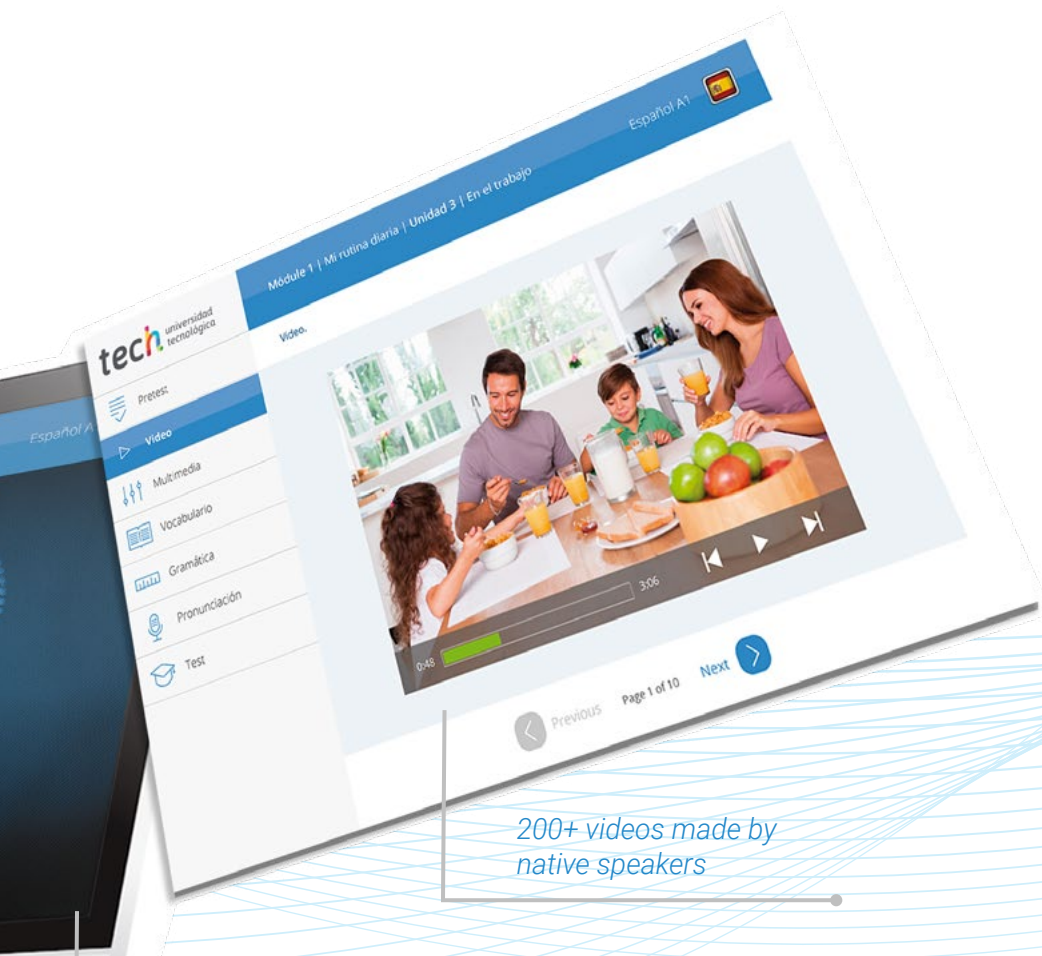 Español A1
Módule 1 | Mi rutina diaria | Unidad 3 | En el trabajo
tech universidad
tecnológica
Video.
Pretest
Video
Multimedia
Vocabulario
Gramática
Pronunciación
Test
Español A
0:48
3:06
Previous
Page 1 of 10
Next
200+ videos made by
native speakers